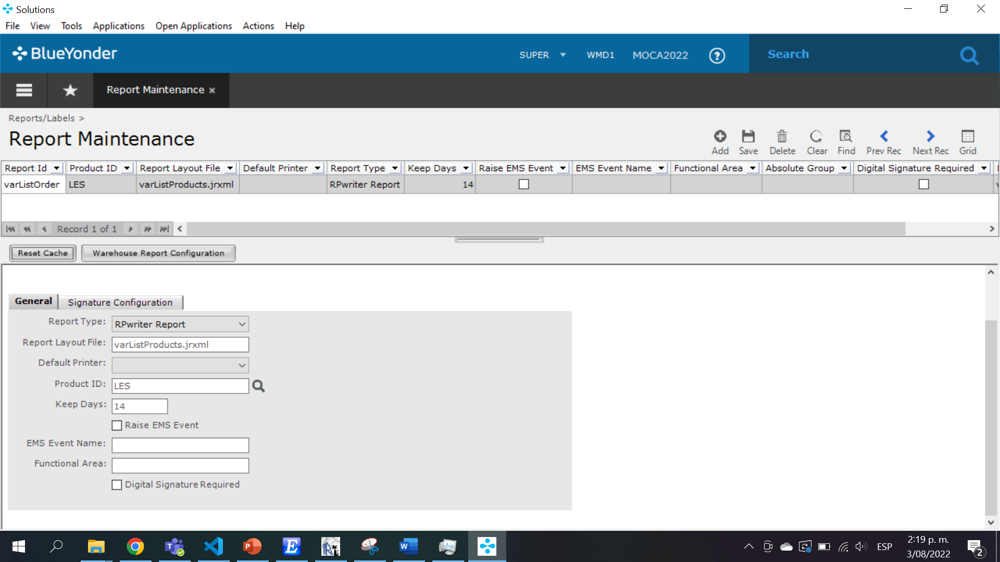 Solutions
File View Tools Applications Open Applications Actions Help
BlueYonder SUPER WMD1 MOCA2022 ? Search
Report Maintenance ×
Reports/Labels >
Report Maintenance
Add Save Delete Clear Find Prev Rec Next Rec Grid
Report Id Product ID Report Layout File Default Printer Report Type Keep Days Raise EMS Event EMS Event Name Functional Area Absolute Group Digital Signature Required
varListOrder LES varListProducts.jrxml RPwriter Report 14
Record 1 of 1
Reset Cache Warehouse Report Configuration
General Signature Configuration
Report Type: RPwriter Report
Report Layout File: varListProducts.jrxml
Default Printer:
Product ID: LES
Keep Days: 14
Raise EMS Event
EMS Event Name:
Functional Area:
Digital Signature Required
ESP 2:19 p. m.
3/08/2022 2